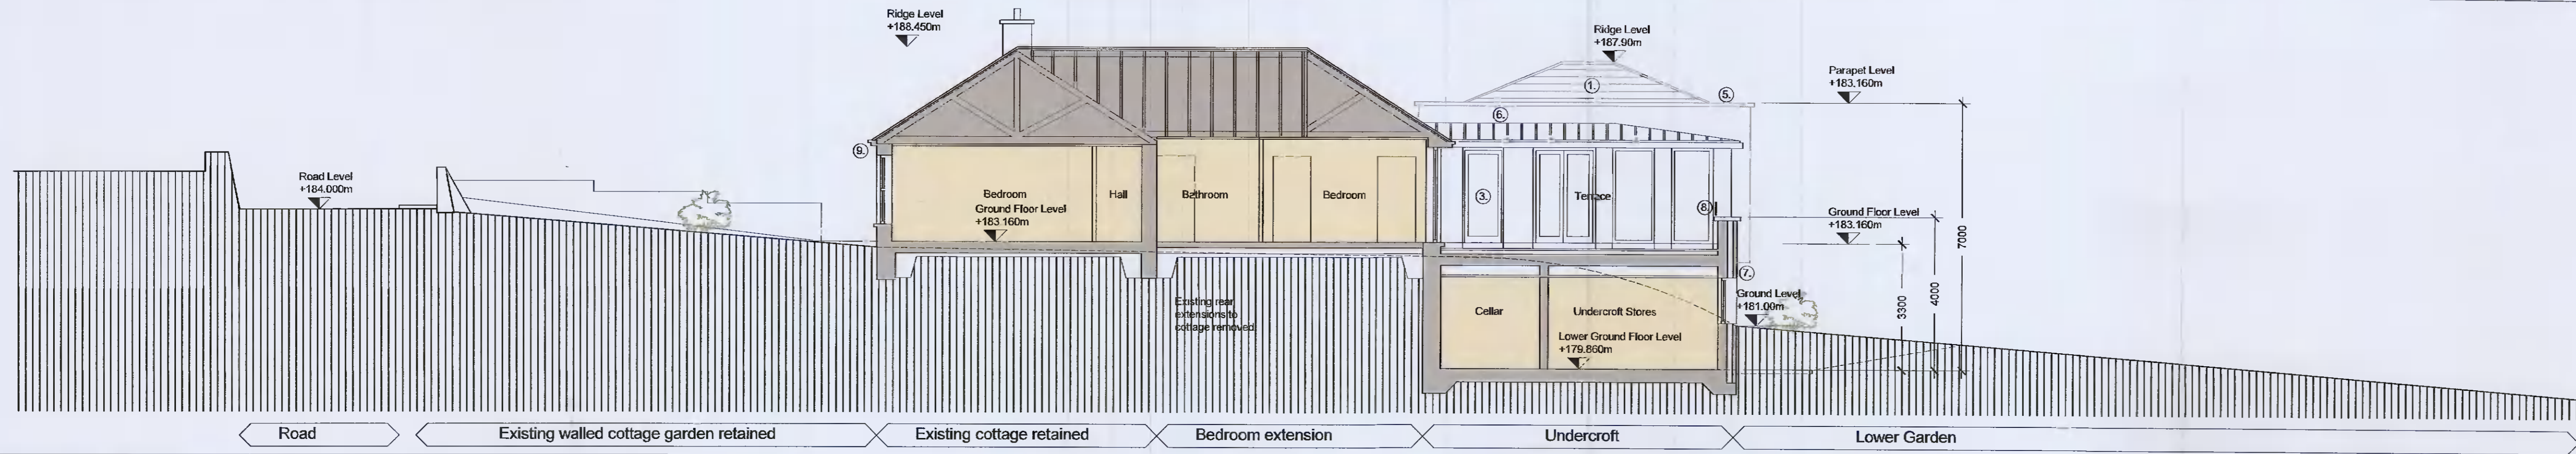 Ridge Level
+188.450m
Ridge Level
+187.90m
Parapet Level
+183.160m
1.
5.
6.
9.
Road Level
+184.000m
Bedroom
Ground Floor Level
+183.160m
Hall
Bathroom
Bedroom
3.
Terrace
8.
Ground Floor Level
+183.160m
7000
7.
Ground Level
+181.00m
4000
3300
Existing rear
extensions to
cottage removed
Cellar
Undercroft Stores
Lower Ground Floor Level
+179.860m
Road
Existing walled cottage garden retained
Existing cottage retained
Bedroom extension
Undercroft
Lower Garden